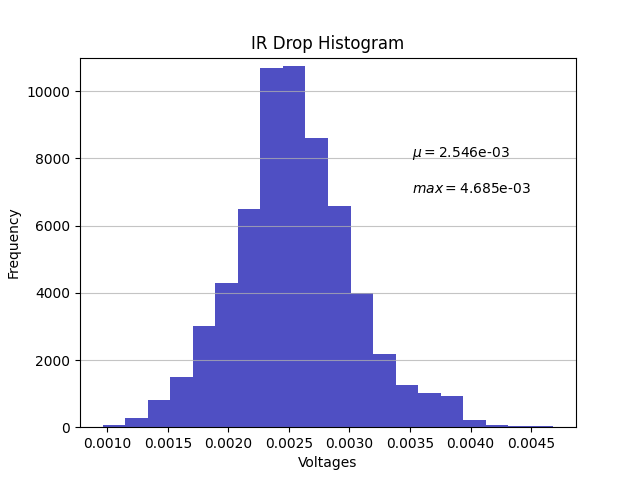 IR Drop Histogram
10000
8000
6000
4000
2000
0
Frequency
μ = 2.546e-03
max = 4.685e-03
0.0010 0.0015 0.0020 0.0025 0.0030 0.0035 0.0040 0.0045
Voltages